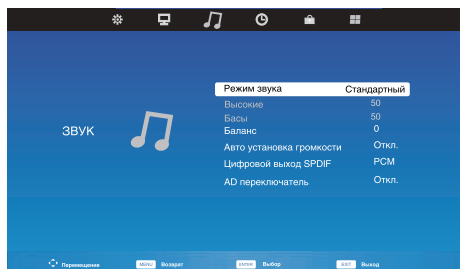 Режим звука Стандартный
Высокие 50
Басы 50
Баланс 0
ЗВУК
Авто установка громкости Откл.
Цифровой выход SPDIF PCM
AD переключатель Откл.
Перемещение MENU Возврат ENTER Выбор EXIT Выход